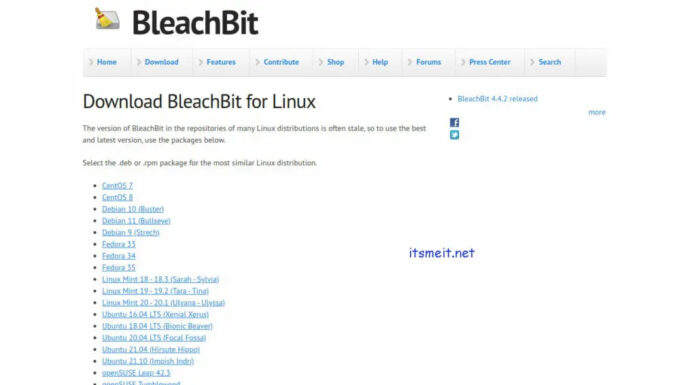 BleachBit
Home Download Features Contribute Shop Help Forums Press Center Search
Download BleachBit for Linux
The version of BleachBit in the repositories of many Linux distributions is often stale, so to use the best
and latest version, use the packages below.
Select the .deb or .rpm package for the most similar Linux distribution.
CentOS 7
CentOS 8
Debian 10 (Buster)
Debian 11 (Bullseye)
Debian 9 (Strech)
Fedora 33
Fedora 34
Fedora 35
Linux Mint 18 - 18.3 (Sarah - Sylvia)
Linux Mint 19 - 19.2 (Tara - Tina)
Linux Mint 20 - 20.1 (Ulyana - Ulyssa)
Ubuntu 16.04 LTS (Xenial Xerus)
Ubuntu 18.04 LTS (Bionic Beaver)
Ubuntu 20.04 LTS (Focal Fossa)
Ubuntu 21.04 (Hirsute Hippo)
Ubuntu 21.10 (Impish Indri)
openSUSE Leap 42.3
openSUSE Tumbleweed
BleachBit 4.4.2 released
more
itsmeit.net